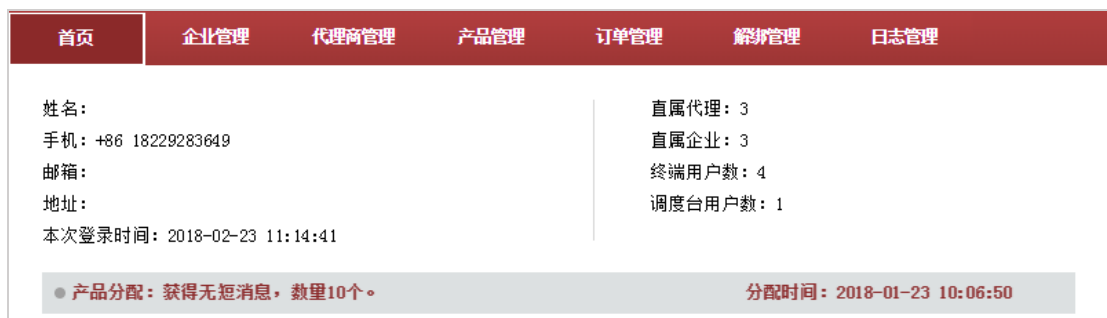 首页 企业管理 代理商管理 产品管理 订单管理 解绑管理 日志管理
姓名:
手机: +86 18229283649
邮箱:
地址:
本次登录时间: 2018-02-23 11:14:41
直属代理: 3
直属企业: 3
终端用户数: 4
调度台用户数: 1
产品分配: 获得无短消息, 数量10个。 分配时间: 2018-01-23 10:06:50